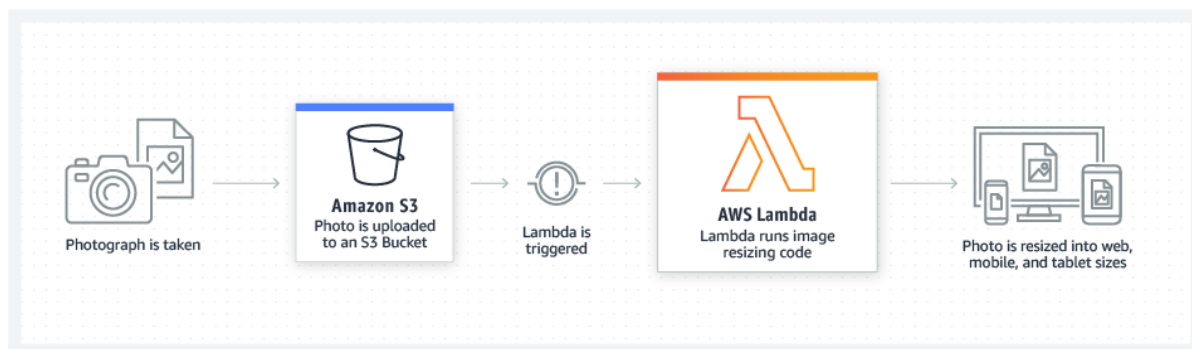 Photograph is taken
Amazon S3
Photo is uploaded
to an S3 Bucket
Lambda is
triggered
AWS Lambda
Lambda runs image
resizing code
Photo is resized into web,
mobile, and tablet sizes